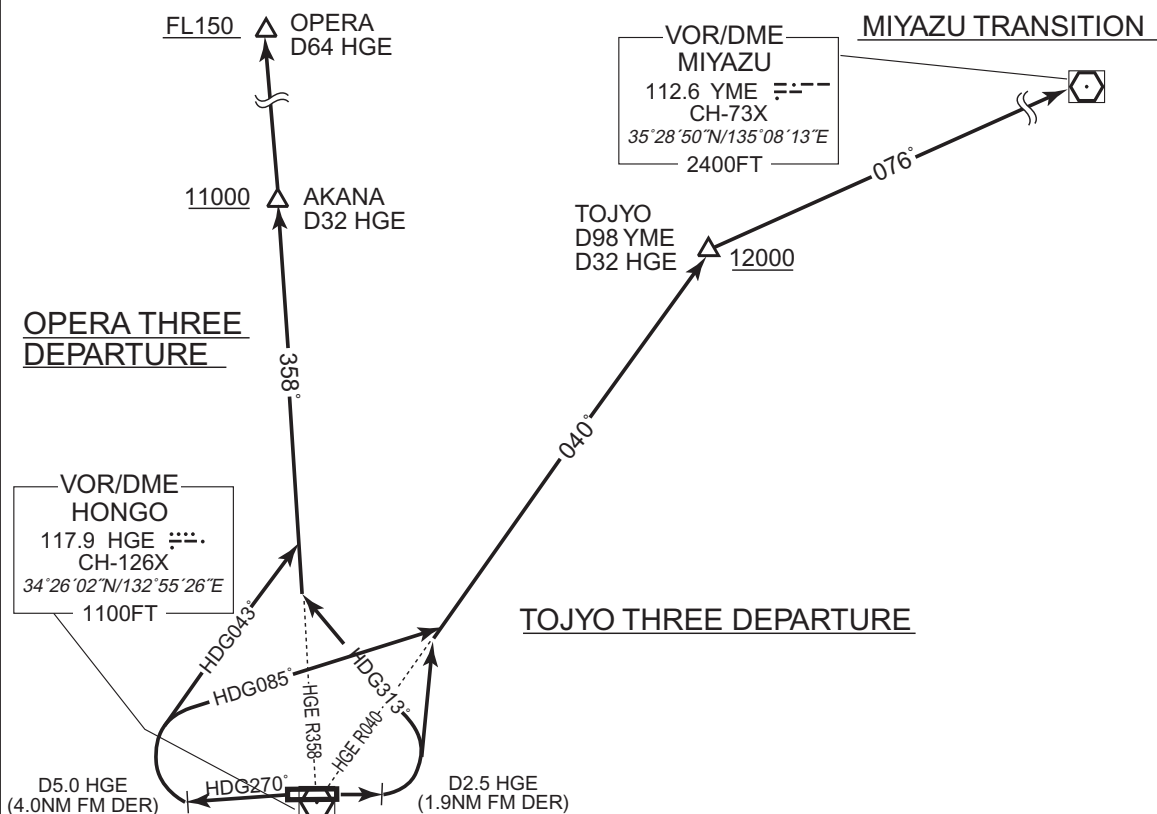 FL150
OPERA
D64 HGE
MIYAZU TRANSITION
VOR/DME
MIYAZU
112.6 YME
CH-73X
35°28´50˝N/135°08´13˝E
2400FT
076°
11000
AKANA
D32 HGE
TOJYO
D98 YME
D32 HGE
12000
OPERA THREE
DEPARTURE
358°
040°
VOR/DME
HONGO
117.9 HGE
CH-126X
34°26´02˝N/132°55´26˝E
1100FT
TOJYO THREE DEPARTURE
HDG043°
HDG085°
HDG313°
HGE R358
HGE R040
HDG270°
D5.0 HGE
(4.0NM FM DER)
D2.5 HGE
(1.9NM FM DER)